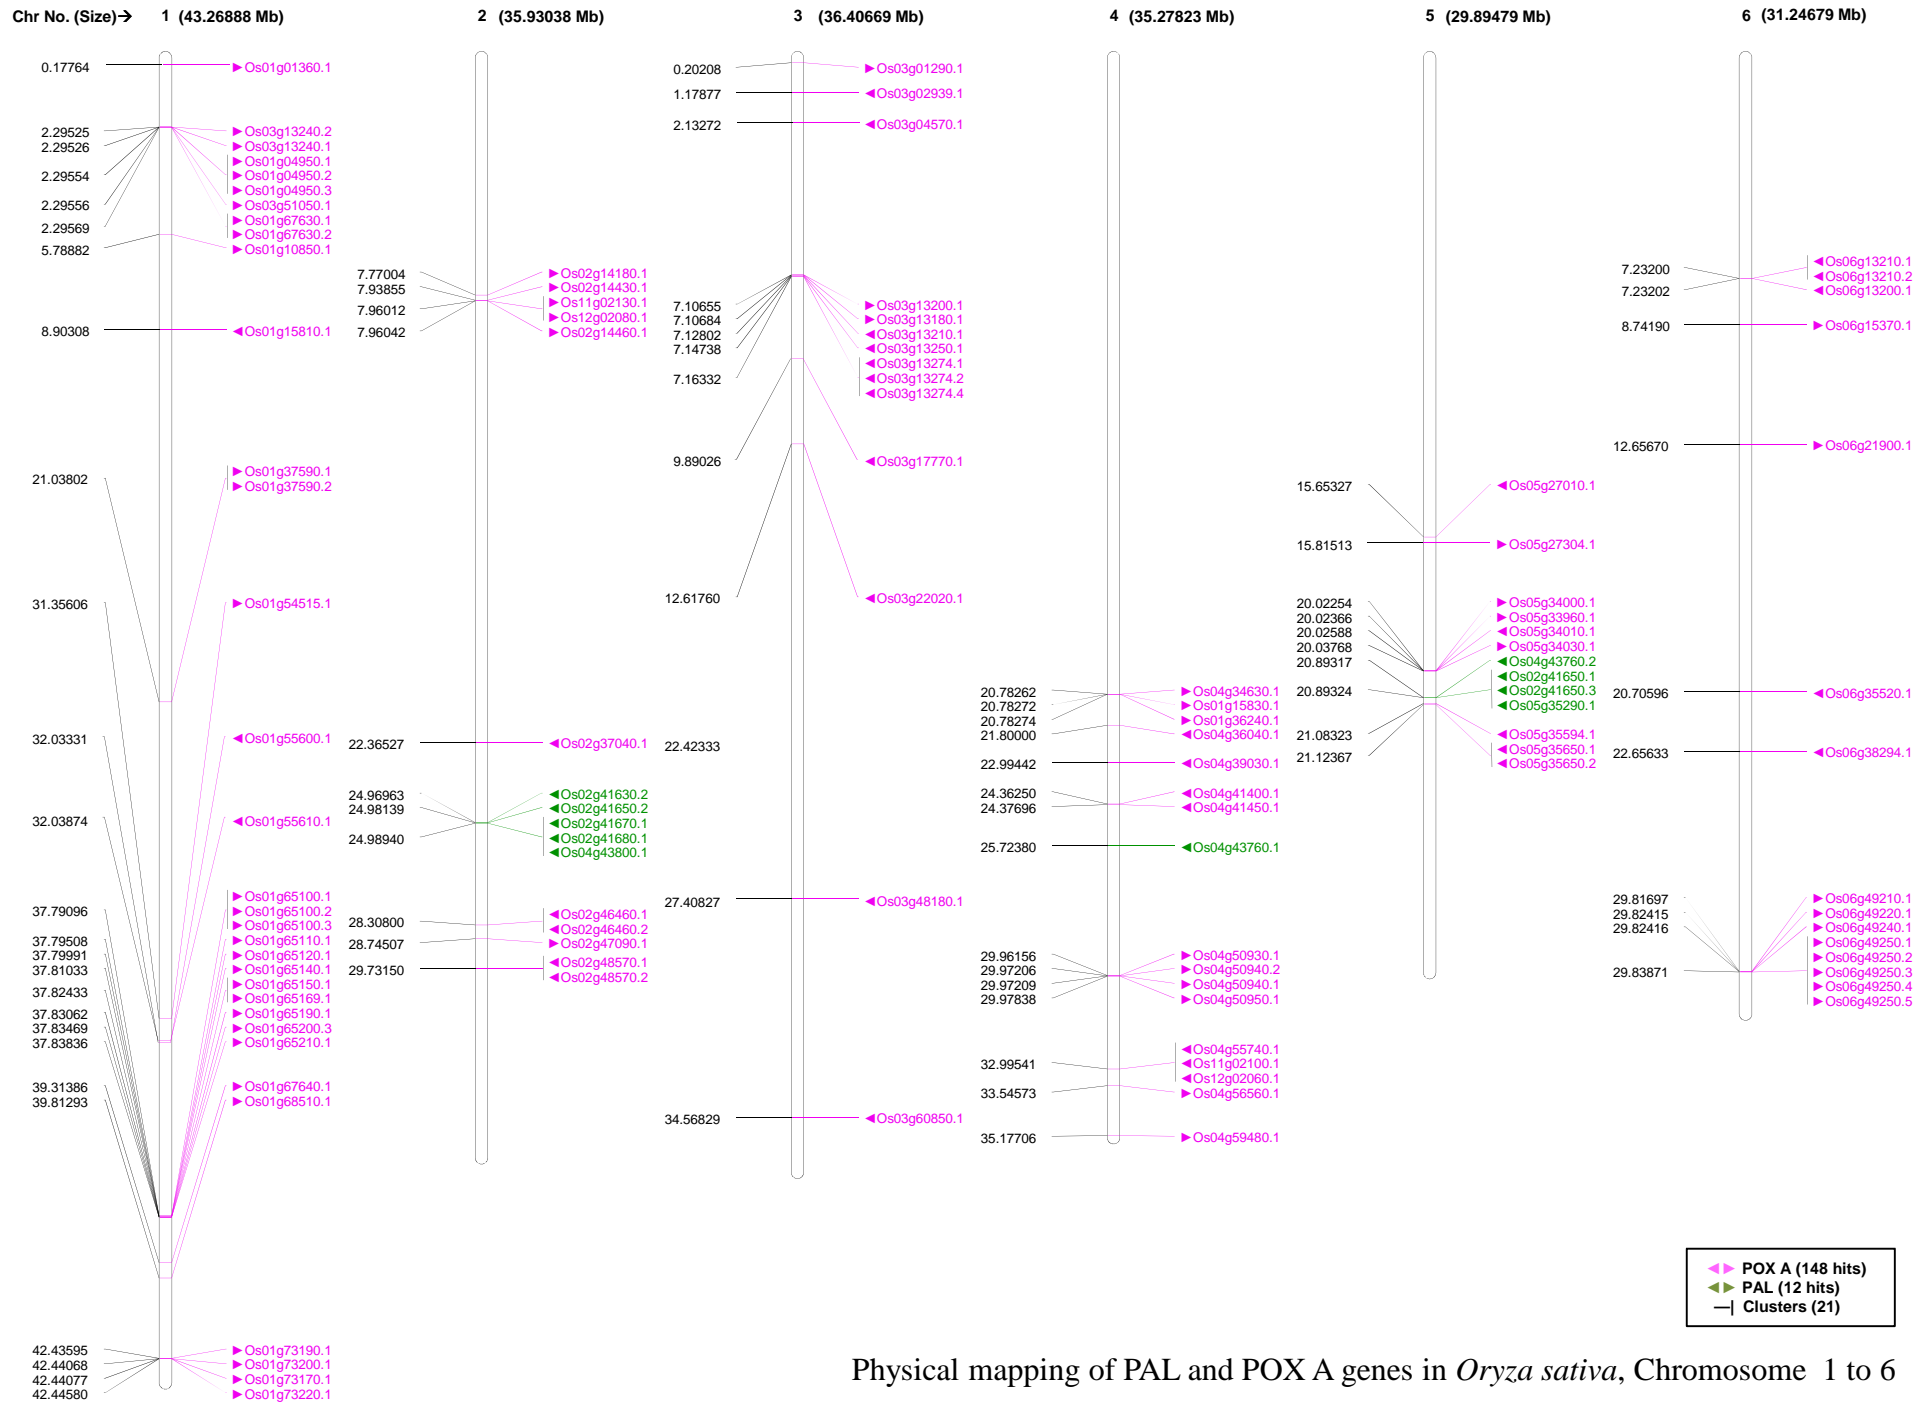 Chr No. (Size)→ 1 (43.26888 Mb) 2 (35.93038 Mb) 3 (36.40669 Mb) 4 (35.27823 Mb) 5 (29.89479 Mb) 6 (31.24679 Mb)
0.17764
2.29525
2.29526
2.29554
2.29556
2.29569
5.78882
8.90308
21.03802
31.35606
32.03331
32.03874
37.79096
37.79508
37.79991
37.81033
37.82433
37.83062
37.83469
37.83836
39.31386
39.81293
42.43595
42.44068
42.44077
42.44580
►Os01g01360.1
►Os03g13240.2
►Os03g13240.1
►Os01g04950.1
►Os01g04950.2
►Os01g04950.3
►Os03g51050.1
►Os01g67630.1
►Os01g67630.2
►Os01g10850.1
◄Os01g15810.1
►Os01g37590.1
►Os01g37590.2
►Os01g54515.1
◄Os01g55600.1
◄Os01g55610.1
►Os01g65100.1
►Os01g65100.2
►Os01g65100.3
►Os01g65110.1
►Os01g65120.1
►Os01g65140.1
►Os01g65150.1
►Os01g65169.1
►Os01g65190.1
►Os01g65200.3
►Os01g65210.1
►Os01g67640.1
►Os01g68510.1
►Os01g73190.1
►Os01g73200.1
►Os01g73170.1
►Os01g73220.1
7.77004
7.93855
7.96012
7.96042
22.36527
24.96963
24.98139
24.98940
28.30800
28.74507
29.73150
►Os02g14180.1
►Os02g14430.1
►Os11g02130.1
►Os12g02080.1
►Os02g14460.1
◄Os02g37040.1
◄Os02g41630.2
◄Os02g41650.2
◄Os02g41670.1
◄Os02g41680.1
◄Os04g43800.1
◄Os02g46460.1
◄Os02g46460.2
►Os02g47090.1
◄Os02g48570.1
◄Os02g48570.2
0.20208
1.17877
2.13272
7.10655
7.10684
7.12802
7.14738
7.16332
9.89026
12.61760
22.42333
27.40827
34.56829
►Os03g01290.1
◄Os03g02939.1
◄Os03g04570.1
►Os03g13200.1
►Os03g13180.1
◄Os03g13210.1
◄Os03g13250.1
◄Os03g13274.1
◄Os03g13274.2
◄Os03g13274.4
◄Os03g17770.1
◄Os03g22020.1
◄Os03g48180.1
◄Os03g60850.1
20.78262
20.78272
20.78274
21.80000
22.99442
24.36250
24.37696
25.72380
29.96156
29.97206
29.97209
29.97838
32.99541
33.54573
35.17706
►Os04g34630.1
►Os01g15830.1
►Os01g36240.1
◄Os04g36040.1
◄Os04g39030.1
◄Os04g41400.1
◄Os04g41450.1
◄Os04g43760.1
►Os04g50930.1
►Os04g50940.2
►Os04g50940.1
►Os04g50950.1
◄Os04g55740.1
◄Os11g02100.1
◄Os12g02060.1
►Os04g56560.1
►Os04g59480.1
15.65327
15.81513
20.02254
20.02366
20.02588
20.03768
20.89317
20.89324
21.08323
21.12367
◄Os05g27010.1
►Os05g27304.1
►Os05g34000.1
►Os05g33960.1
◄Os05g34010.1
►Os05g34030.1
◄Os04g43760.2
◄Os02g41650.1
◄Os02g41650.3
◄Os05g35290.1
◄Os05g35594.1
◄Os05g35650.1
◄Os05g35650.2
7.23200
7.23202
8.74190
12.65670
20.70596
22.65633
29.81697
29.82415
29.82416
29.83871
◄Os06g13210.1
◄Os06g13210.2
◄Os06g13200.1
►Os06g15370.1
►Os06g21900.1
◄Os06g35520.1
◄Os06g38294.1
►Os06g49210.1
►Os06g49220.1
►Os06g49240.1
►Os06g49250.1
►Os06g49250.2
►Os06g49250.3
►Os06g49250.4
►Os06g49250.5
◄► POX A (148 hits)
◄► PAL (12 hits)
—| Clusters (21)
Physical mapping of PAL and POX A genes in Oryza sativa, Chromosome 1 to 6